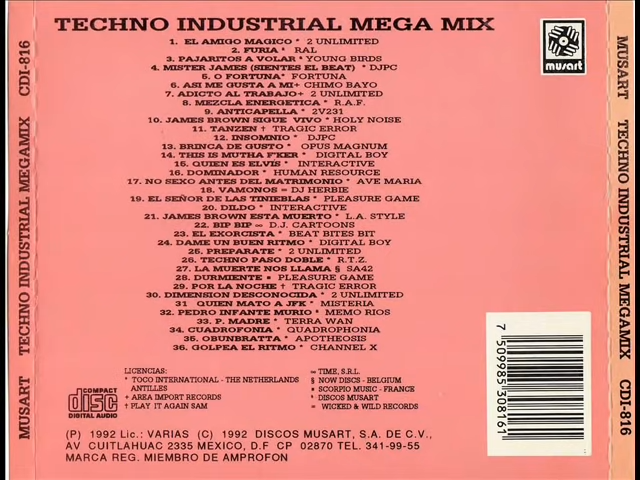 TECHNO INDUSTRIAL MEGA MIX
1. EL AMIGO MAGICO * 2 UNLIMITED
2. FURIA * RAL
3. PAJARITOS A VOLAR * YOUNG BIRDS
4. MISTER JAMES (SIENTES EL BEAT) * DJPC
5. O FORTUNA * FORTUNA
6. ASI ME GUSTA A MI + CHIMO BAYO
7. ADICTO AL TRABAJO + 2 UNLIMITED
8. MEZCLA ENERGETICA * R.A.F.
9. ANTICAPELLA * 2V231
10. JAMES BROWN SIGUE VIVO * HOLY NOISE
11. TANZEN † TRAGIC ERROR
12. INSOMNIO * DJPC
13. BRINCA DE GUSTO * OPUS MAGNUM
14. THIS IS MUTHA F'KER * DIGITAL BOY
15. QUIEN ES ELVIS * INTERACTIVE
16. DOMINADOR * HUMAN RESOURCE
17. NO SEXO ANTES DEL MATRIMONIO * AVE MARIA
18. VAMONOS = DJ HERBIE
19. EL SEÑOR DE LAS TINIEBLAS * PLEASURE GAME
20. DILDO * INTERACTIVE
21. JAMES BROWN ESTA MUERTO * L.A. STYLE
22. BIP BIP ∞ D.J. CARTOONS
23. EL EXORCISTA * BEAT BITES BIT
24. DAME UN BUEN RITMO * DIGITAL BOY
25. PREPARATE * 2 UNLIMITED
26. TECHNO PASO DOBLE * R.T.Z.
27. LA MUERTE NOS LLAMA § SA42
28. DURMIENTE ▪ PLEASURE GAME
29. POR LA NOCHE † TRAGIC ERROR
30. DIMENSION DESCONOCIDA * 2 UNLIMITED
31 QUIEN MATO A JFK * MISTERIA
32. PEDRO INFANTE MURIO * MEMO RIOS
33. P. MADRE * TERRA WAN
34. CUADROFONIA * QUADROPHONIA
35. OBUNBRATTA * APOTHEOSIS
36. GOLPEA EL RITMO * CHANNEL X
LICENCIAS:
* TOCO INTERNATIONAL - THE NETHERLANDS
ANTILLES
+ AREA IMPORT RECORDS
† PLAY IT AGAIN SAM
∞ TIME, S.R.L.
§ NOW DISCS - BELGIUM
▪ SCORPIO MUSIC - FRANCE
* DISCOS MUSART
= WICKED & WILD RECORDS
COMPACT
disc
DIGITAL AUDIO
(P) 1992 Lic.: VARIAS (C) 1992 DISCOS MUSART, S.A. DE C.V.,
AV CUITLAHUAC 2335 MEXICO, D.F CP 02870 TEL. 341-99-55
MARCA REG. MIEMBRO DE AMPROFON
musart
7 509985 308161
MUSART TECHNO INDUSTRIAL MEGAMIX CDI-816
MUSART TECHNO INDUSTRIAL MEGAMIX CDI-816